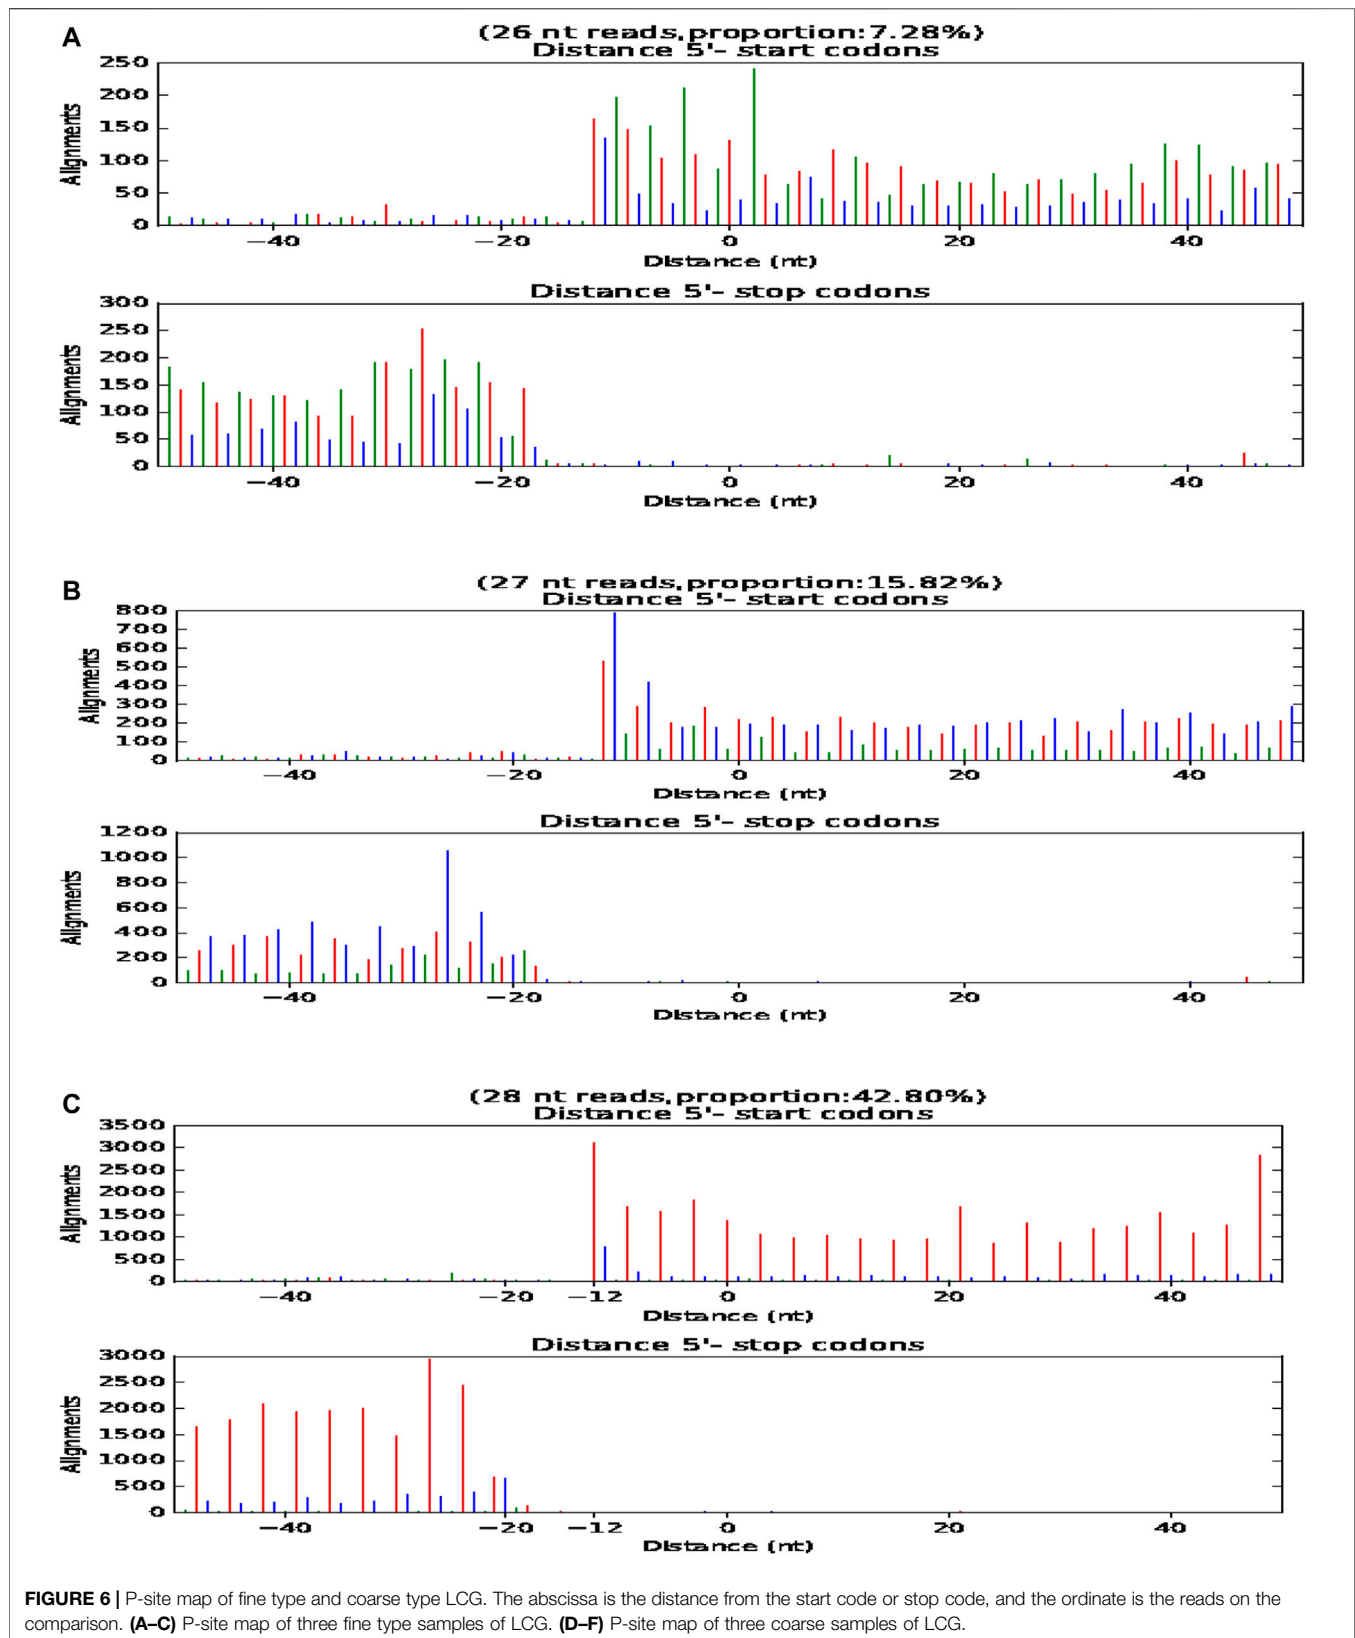 A
(26 nt reads,proportion:7.28%)
Distance 5'- start codons
Alignments
250
200
150
100
50
0
−40 −20 0 20 40
Distance (nt)
Distance 5'- stop codons
Alignments
300
250
200
150
100
50
0
−40 −20 0 20 40
Distance (nt)
B
(27 nt reads,proportion:15.82%)
Distance 5'- start codons
Alignments
800
700
600
500
400
300
200
100
0
−40 −20 0 20 40
Distance (nt)
Distance 5'- stop codons
Alignments
1200
1000
800
600
400
200
0
−40 −20 0 20 40
Distance (nt)
C
(28 nt reads,proportion:42.80%)
Distance 5'- start codons
Alignments
3500
3000
2500
2000
1500
1000
500
0
−40 −20 −12 0 20 40
Distance (nt)
Distance 5'- stop codons
Alignments
3000
2500
2000
1500
1000
500
0
−40 −20 −12 0 20 40
Distance (nt)
FIGURE 6 | P-site map of fine type and coarse type LCG. The abscissa is the distance from the start code or stop code, and the ordinate is the reads on the
comparison. (A–C) P-site map of three fine type samples of LCG. (D–F) P-site map of three coarse samples of LCG.